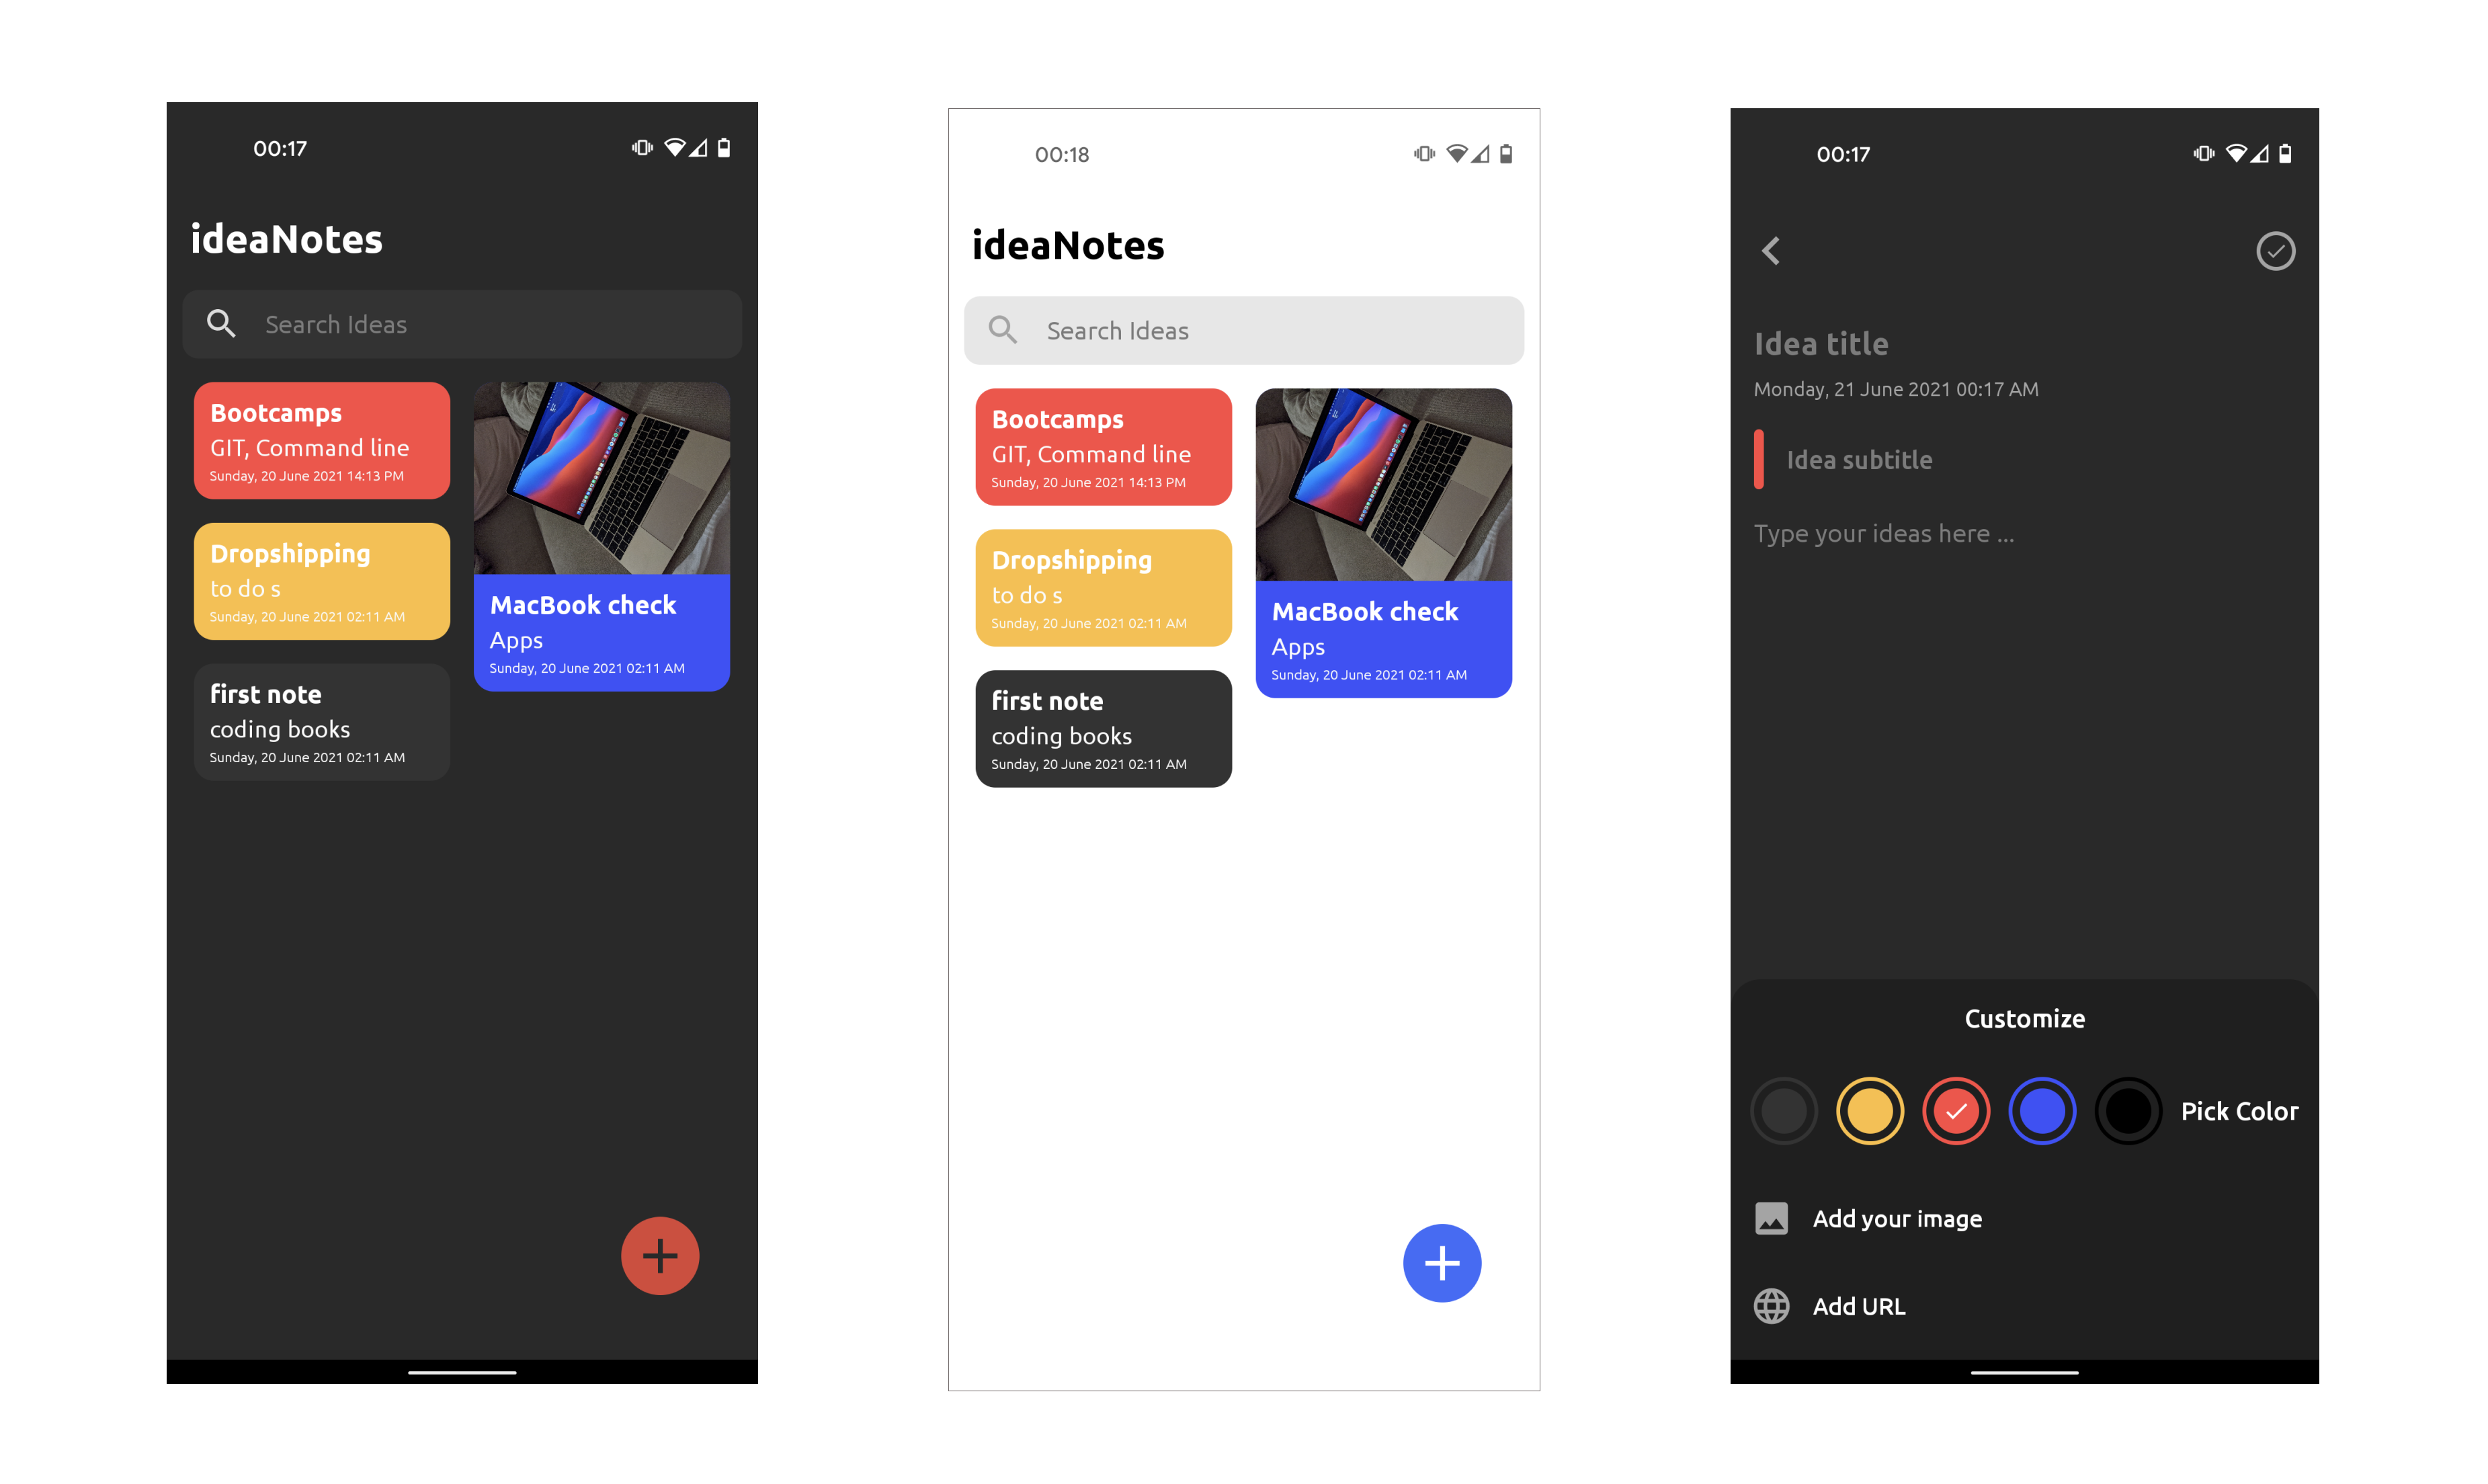 00:17
ideaNotes
Search Ideas
Bootcamps
GIT, Command line
Sunday, 20 June 2021 14:13 PM
Dropshipping
to do s
Sunday, 20 June 2021 02:11 AM
first note
coding books
Sunday, 20 June 2021 02:11 AM
MacBook check
Apps
Sunday, 20 June 2021 02:11 AM
00:18
ideaNotes
Search Ideas
Bootcamps
GIT, Command line
Sunday, 20 June 2021 14:13 PM
Dropshipping
to do s
Sunday, 20 June 2021 02:11 AM
first note
coding books
Sunday, 20 June 2021 02:11 AM
MacBook check
Apps
Sunday, 20 June 2021 02:11 AM
00:17
Idea title
Monday, 21 June 2021 00:17 AM
Idea subtitle
Type your ideas here ...
Customize
Pick Color
Add your image
Add URL